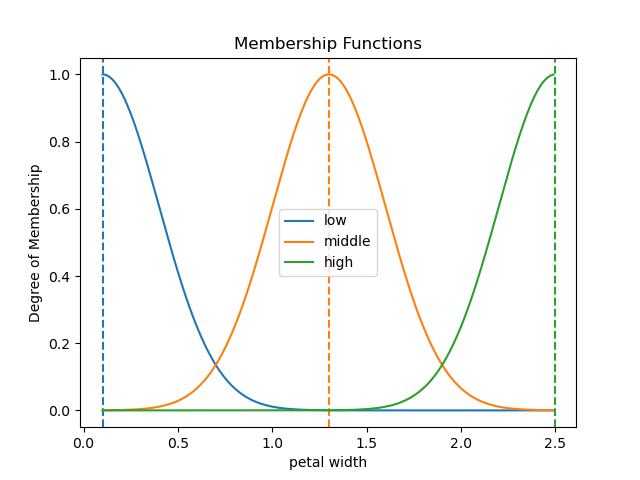 Membership Functions
1.0
0.8
0.6
0.4
0.2
0.0
Degree of Membership
low
middle
high
0.0 0.5 1.0 1.5 2.0 2.5
petal width